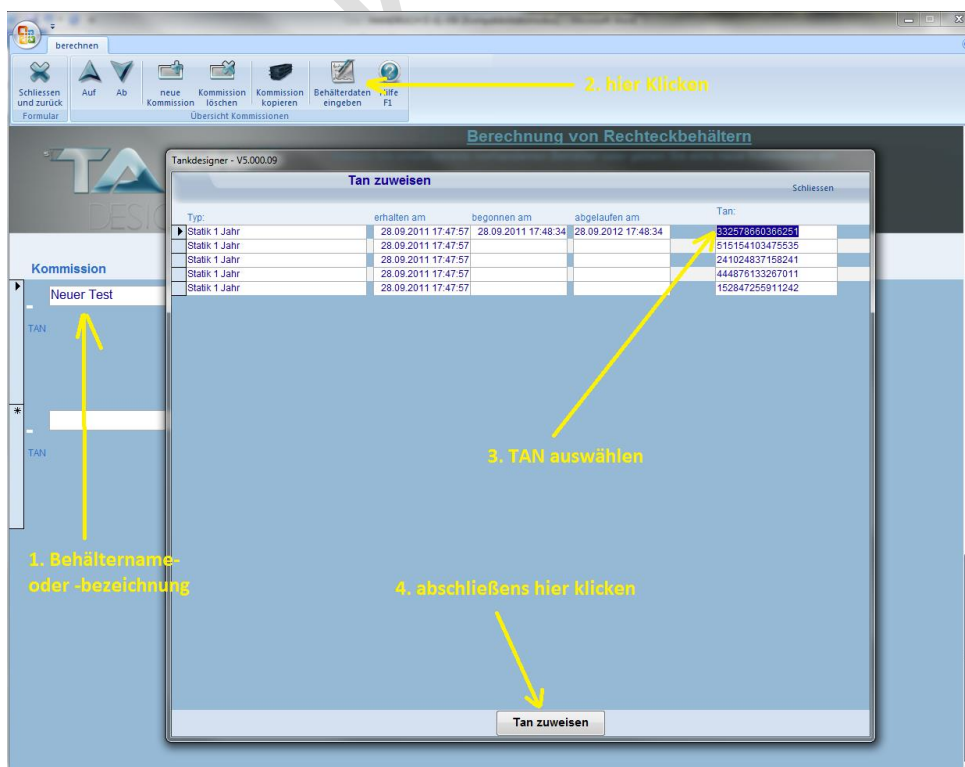 berechnen
Schliessen und zurück
Auf
Ab
neue Kommission
Kommission löschen
Kommission kopieren
Behälterdaten eingeben
F1
Formular
Übersicht Kommissionen
2. hier Klicken
Berechnung von Rechteckbehältern
TA
DESIG
Tankdesigner - V5.000.09
Tan zuweisen
Schliessen
Typ: erhalten am begonnen am abgelaufen am Tan:
Statik 1 Jahr 28.09.2011 17:47:57 28.09.2011 17:48:34 28.09.2012 17:48:34 332578660366251
Statik 1 Jahr 28.09.2011 17:47:57 515154103475535
Statik 1 Jahr 28.09.2011 17:47:57 241024837158241
Statik 1 Jahr 28.09.2011 17:47:57 444876133267011
Statik 1 Jahr 28.09.2011 17:47:57 152847255911242
Kommission
Neuer Test
TAN
TAN
3. TAN auswählen
1. Behältername-
oder -bezeichnung
4. abschließens hier klicken
Tan zuweisen